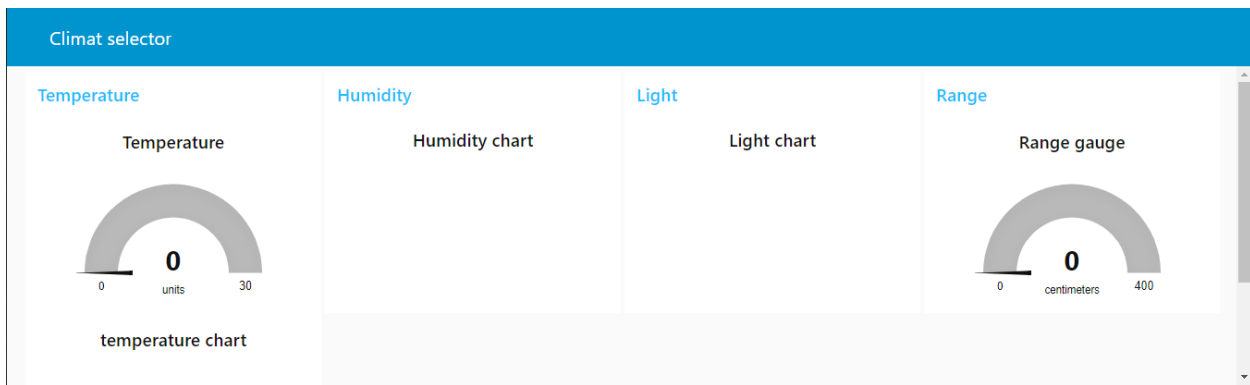 Climat selector
Temperature
Humidity
Light
Range
Temperature
Humidity chart
Light chart
Range gauge
0
0
units
30
0
0
centimeters
400
temperature chart